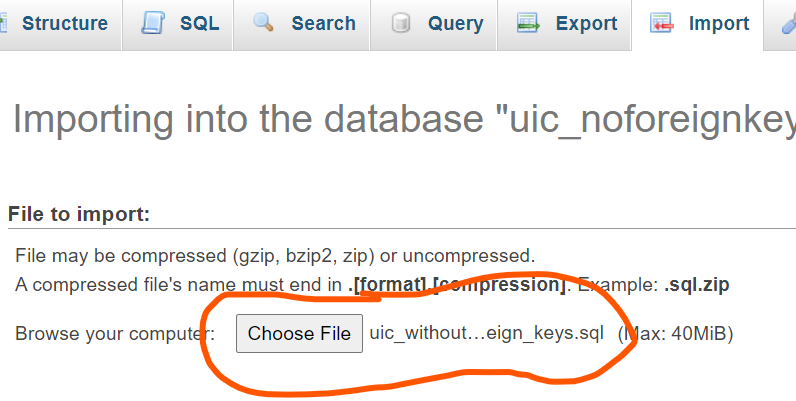 Structure SQL Search Query Export Import
Importing into the database "uic_noforeignkey
File to import:
File may be compressed (gzip, bzip2, zip) or uncompressed.
A compressed file's name must end in .[format].[compression]. Example: .sql.zip
Browse your computer: Choose File uic_without...eign_keys.sql (Max: 40MiB)